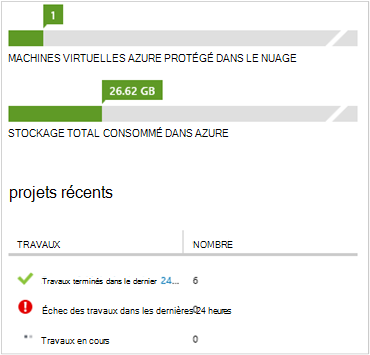 1
MACHINES VIRTUELLES AZURE PROTÉGÉ DANS LE NUAGE
26.62 GB
STOCKAGE TOTAL CONSOMMÉ DANS AZURE
projets récents
TRAVAUX NOMBRE
Travaux terminés dans le dernier 24... 6
Échec des travaux dans les dernières 24 heures 0
Travaux en cours 0